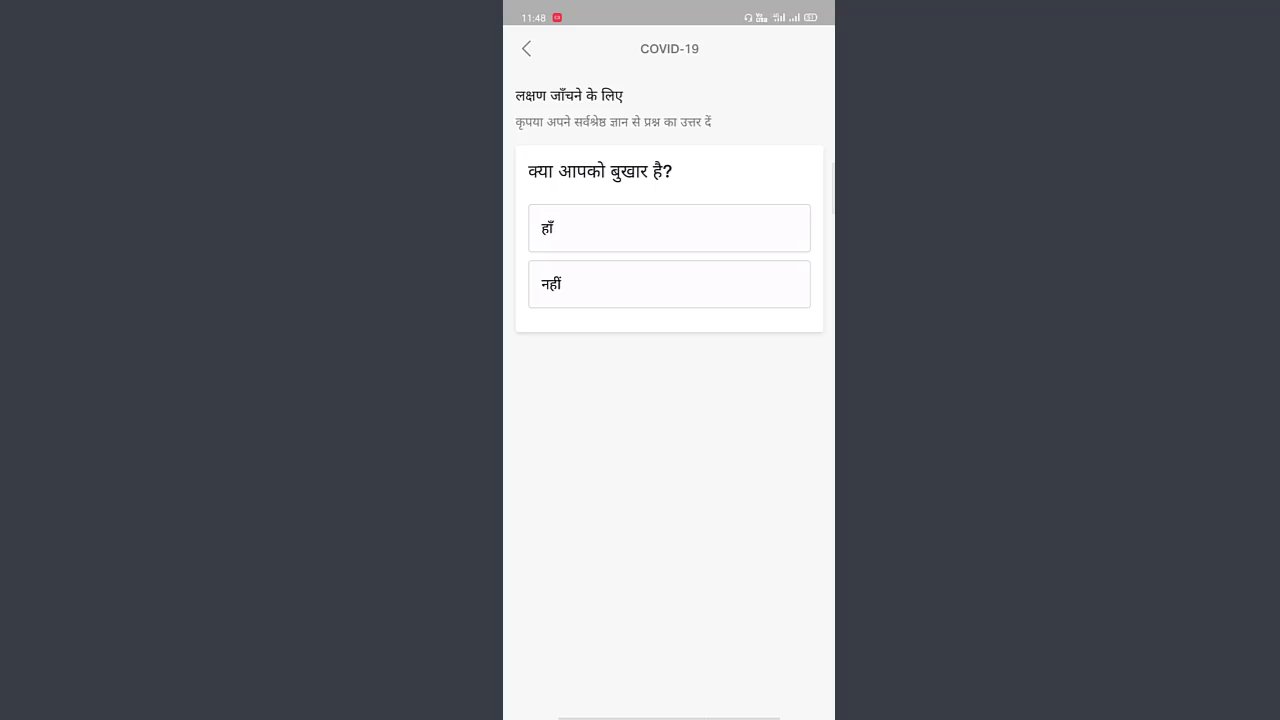 11:48
COVID-19
लक्षण जाँचने के लिए
कृपया अपने सर्वश्रेष्ठ ज्ञान से प्रश्न का उत्तर दें
क्या आपको बुखार है?
हाँ
नहीं